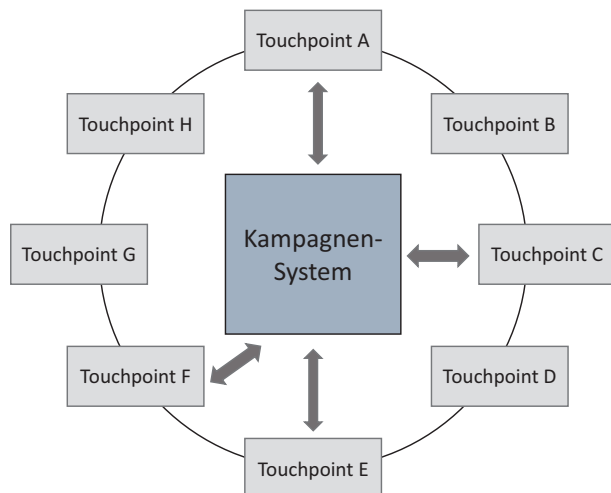 Touchpoint A
Touchpoint H
Touchpoint B
Kampagnen-
System
Touchpoint G
Touchpoint C
Touchpoint F
Touchpoint D
Touchpoint E